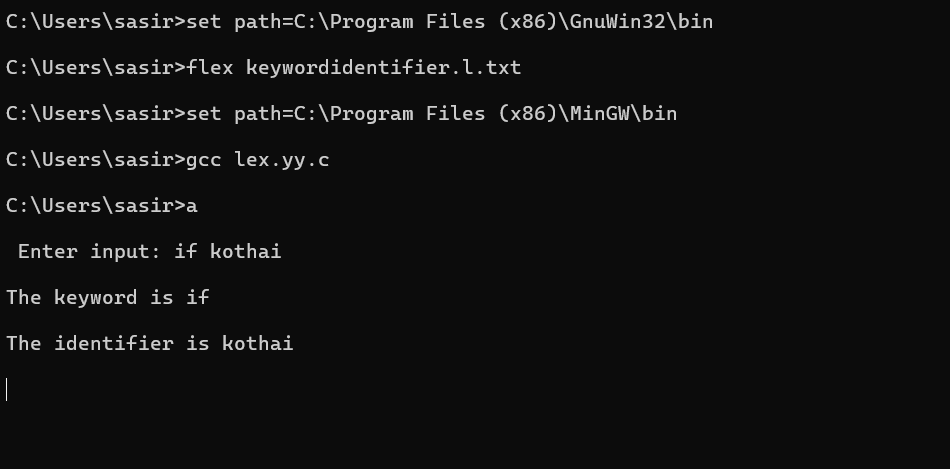 C:\Users\sasir>set path=C:\Program Files (x86)\GnuWin32\bin
C:\Users\sasir>flex keywordidentifier.l.txt
C:\Users\sasir>set path=C:\Program Files (x86)\MinGW\bin
C:\Users\sasir>gcc lex.yy.c
C:\Users\sasir>a
Enter input: if kothai
The keyword is if
The identifier is kothai